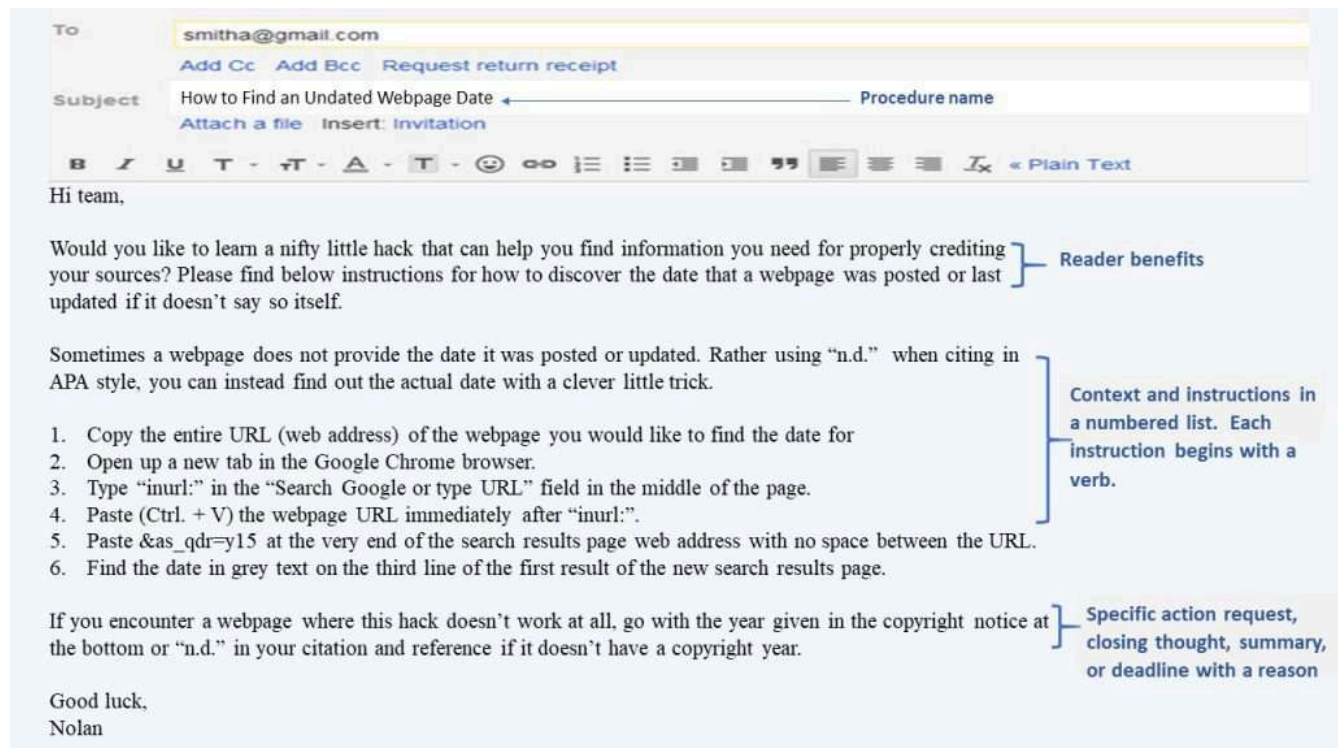 To smitha@gmail.com
Add Cc Add Bcc Request return receipt
Subject How to Find an Undated Webpage Date Procedure name
Attach a file Insert: Invitation
B I U T T A T « Plain Text
Hi team,
Would you like to learn a nifty little hack that can help you find information you need for properly crediting
your sources? Please find below instructions for how to discover the date that a webpage was posted or last
updated if it doesn’t say so itself.
Reader benefits
Sometimes a webpage does not provide the date it was posted or updated. Rather using “n.d.” when citing in
APA style, you can instead find out the actual date with a clever little trick.
1. Copy the entire URL (web address) of the webpage you would like to find the date for
2. Open up a new tab in the Google Chrome browser.
3. Type “inurl:” in the “Search Google or type URL” field in the middle of the page.
4. Paste (Ctrl. + V) the webpage URL immediately after “inurl:”.
5. Paste &as_qdr=y15 at the very end of the search results page web address with no space between the URL.
6. Find the date in grey text on the third line of the first result of the new search results page.
Context and instructions in
a numbered list. Each
instruction begins with a
verb.
If you encounter a webpage where this hack doesn’t work at all, go with the year given in the copyright notice at
the bottom or “n.d.” in your citation and reference if it doesn’t have a copyright year.
Specific action request,
closing thought, summary,
or deadline with a reason
Good luck,
Nolan